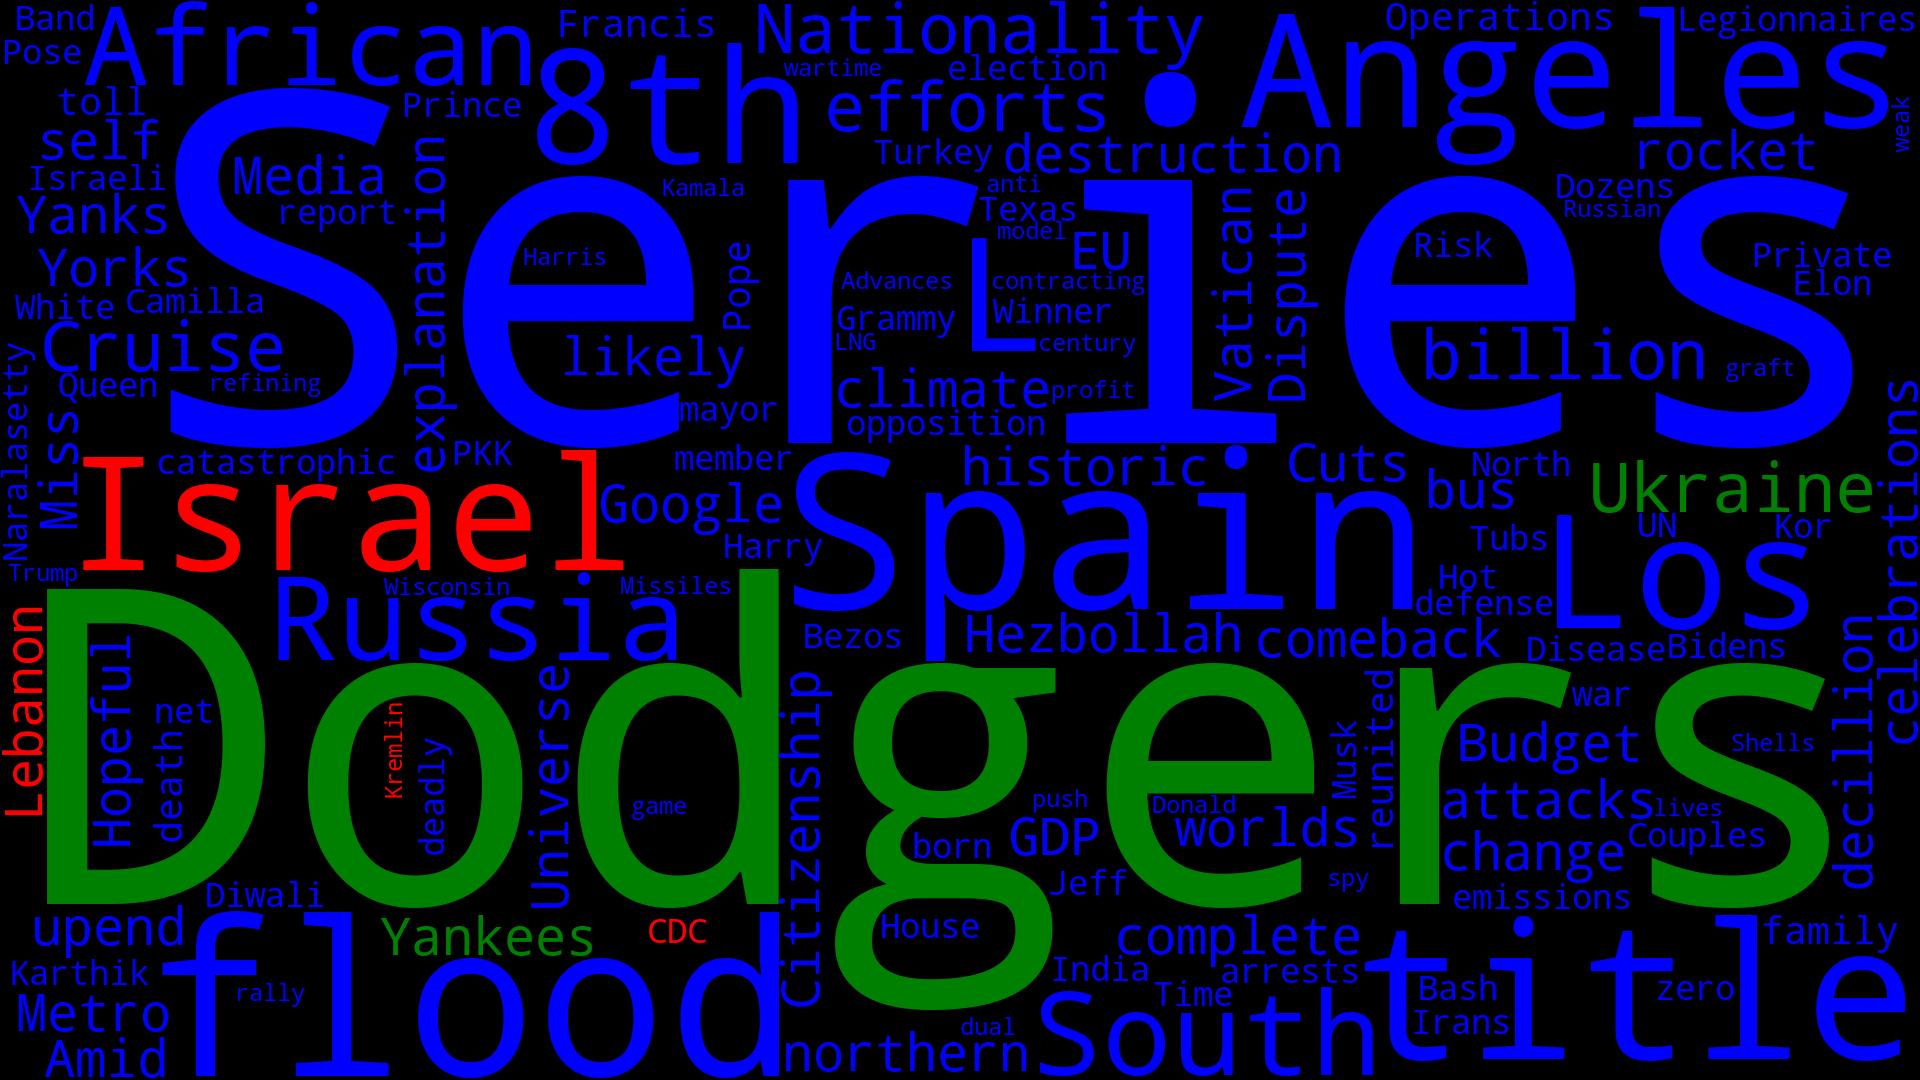 Band
Pose
African
Francis
Nationality
Operations
Legionnaires
wartime
election
Angeles
8th
toll
Prince
efforts
weak
self
Turkey
destruction
rocket
Israeli
Media
Kamala
anti
Dozens
Yanks
report
explanation
Texas
Russian
model
Series
Yorks
Harris
Pope
EU
Vatican
Dispute
Risk
Private
White
Camilla
Advances
L
contracting
Elon
Cruise
Grammy
Winner
likely
LNG
century
billion
Queen
refining
climate
profit
graft
Naralasetty
Miss
mayor
opposition
catastrophic
PKK
member
historic
Cuts
North
Ukraine
celebrations
Israel
Google
Spain
bus
Harry
Tubs
UN
Kor
Los
Trump
Russia
Wisconsin
Missiles
Hot
defense
Lebanon
Bezos
Hezbollah
comeback
Disease
Bidens
Dodgers
Hopeful
net
death
Kremlin
deadly
Universe
game
Citizenship
push
Donald
Musk
reunited
war
Budget
Shells
decillion
born
GDP
worlds
attacks
lives
change
Couples
Jeff
spy
emissions
Diwali
upend
Yankees
CDC
House
complete
family
flood
title
Karthik
rally
India
arrests
Bash
zero
Metro
Time
Irans
Amid
dual
northern
South